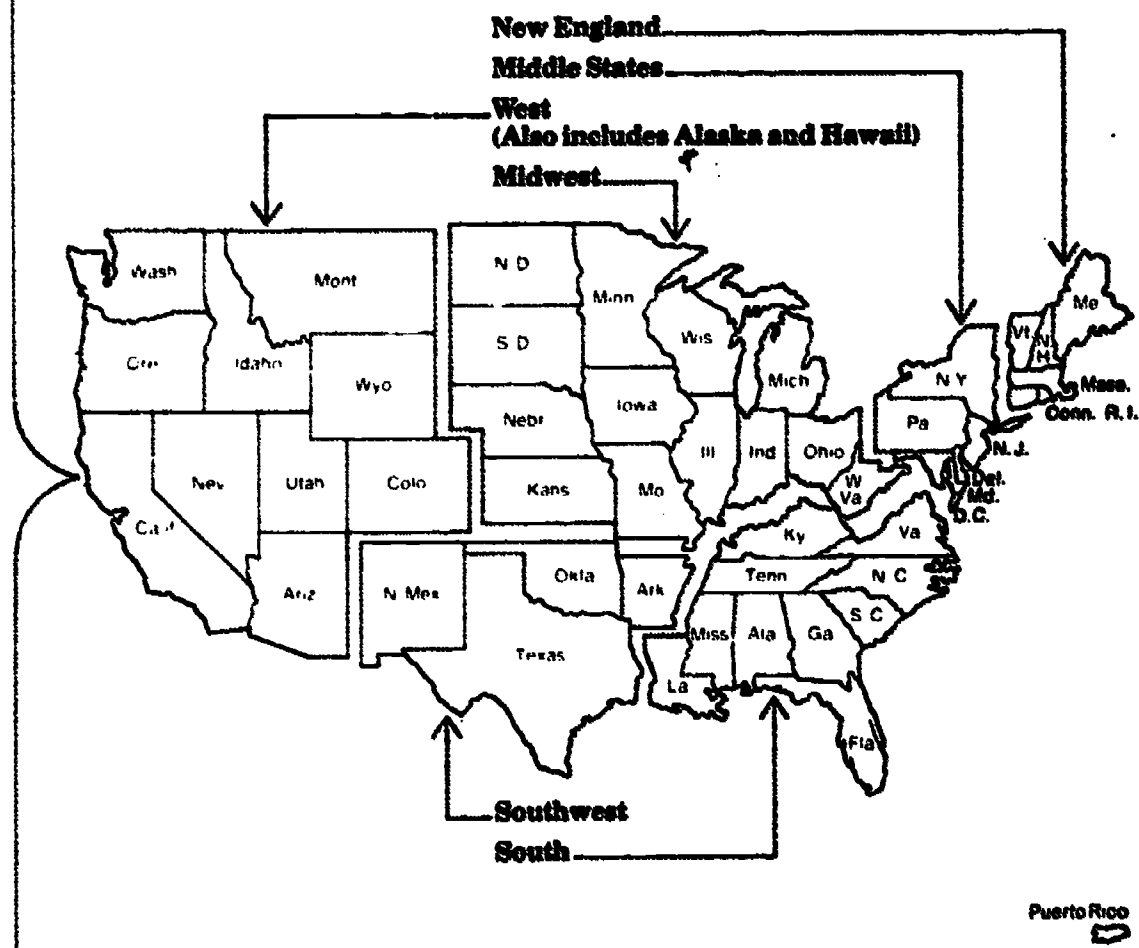 New England
Middle States
West
(Also includes Alaska and Hawaii)
Midwest
Wash
Mont
N D
Minn
Me
Ore
Idaho
S D
Wis
Vt.
N H
Wyo
Mich
N Y
Mass.
Nebr
Iowa
Pa
Conn. R. I.
Nev
Utah
Colo
Kans
Mo
Ill
Ind
Ohio
W Va
N. J.
Del.
Md.
D.C.
Calif
Ky
Va
Ariz
N Mex
Okla
Ark
Tenn
N C
S C
Texas
Miss
Ala
Ga
La
Fla
Southwest
South
Puerto Rico